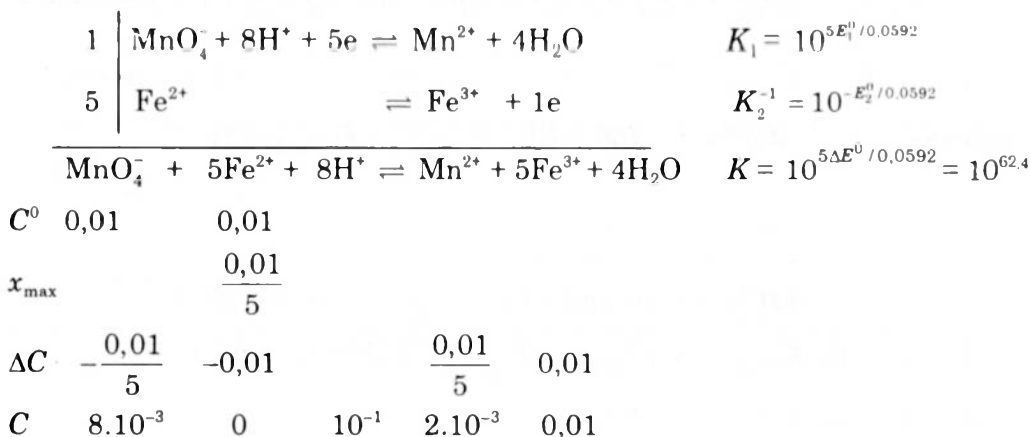 1 | MnO₄⁻ + 8H⁺ + 5e ⇌ Mn²⁺ + 4H₂O K₁ = 10^(5E₁⁰/0,0592)
5 | Fe²⁺ ⇌ Fe³⁺ + 1e K₂⁻¹ = 10^(-E₂⁰/0,0592)
MnO₄⁻ + 5Fe²⁺ + 8H⁺ ⇌ Mn²⁺ + 5Fe³⁺ + 4H₂O K = 10^(5ΔE⁰/0,0592) = 10^62.4
C⁰ 0,01 0,01
x_max 0,01/5
ΔC -0,01/5 -0,01 0,01/5 0,01
C 8.10⁻³ 0 10⁻¹ 2.10⁻³ 0,01